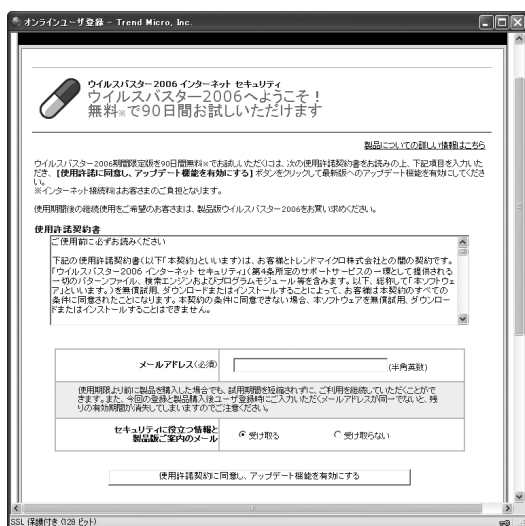 オンラインユーザ登録 - Trend Micro, Inc.
ウイルスバスター2006 インターネット セキュリティ
ウイルスバスター2006へようこそ！
無料※で90日間お試しいただけます
製品についての詳しい情報はこちら
ウイルスバスター2006期間限定版を90日間無料※でお試しいただくには、次の使用許諾契約書をお読みの上、下記項目を入力いた
だき、[使用許諾に同意し、アップデート機能を有効にする] ボタンをクリックして最新版へのアップデート機能を有効にしてくださ
い。
※インターネット接続料はお客さまのご負担となります。
使用期間後の継続使用をご希望のお客さまは、製品版ウイルスバスター2006をお買い求めください。
使用許諾契約書
ご使用前に必ずお読みください
下記の使用許諾契約書(以下「本契約」といいます)は、お客様とトレンドマイクロ株式会社との間の契約です。
「ウイルスバスター2006 インターネット セキュリティ」(第4条所定のサポートサービスの一環として提供される
一切のパターンファイル、検索エンジンおよびプログラムモジュール等を含みます。以下、総称して「本ソフトウェ
ア」といいます。)を無償試用、ダウンロードまたはインストールすることによって、お客様は本契約のすべての
条件に同意されたことになります。本契約の条件に同意できない場合、本ソフトウェアを無償試用、ダウンロー
ドまたはインストールすることはできません。
メールアドレス(必須)
(半角英数)
使用期限より前に製品を購入した場合でも、試用期間を短縮されずに、ご利用を継続していただくことがで
きます。また、今回の登録と製品購入後ユーザ登録時にご入力いただくメールアドレスが同一でないと、残
りの有効期間が消失してしまいますのでご注意ください。
セキュリティに役立つ情報と
製品版ご案内のメール
受け取る
受け取らない
使用許諾契約に同意し、アップデート機能を有効にする
SSL 保護付き (128 ビット)